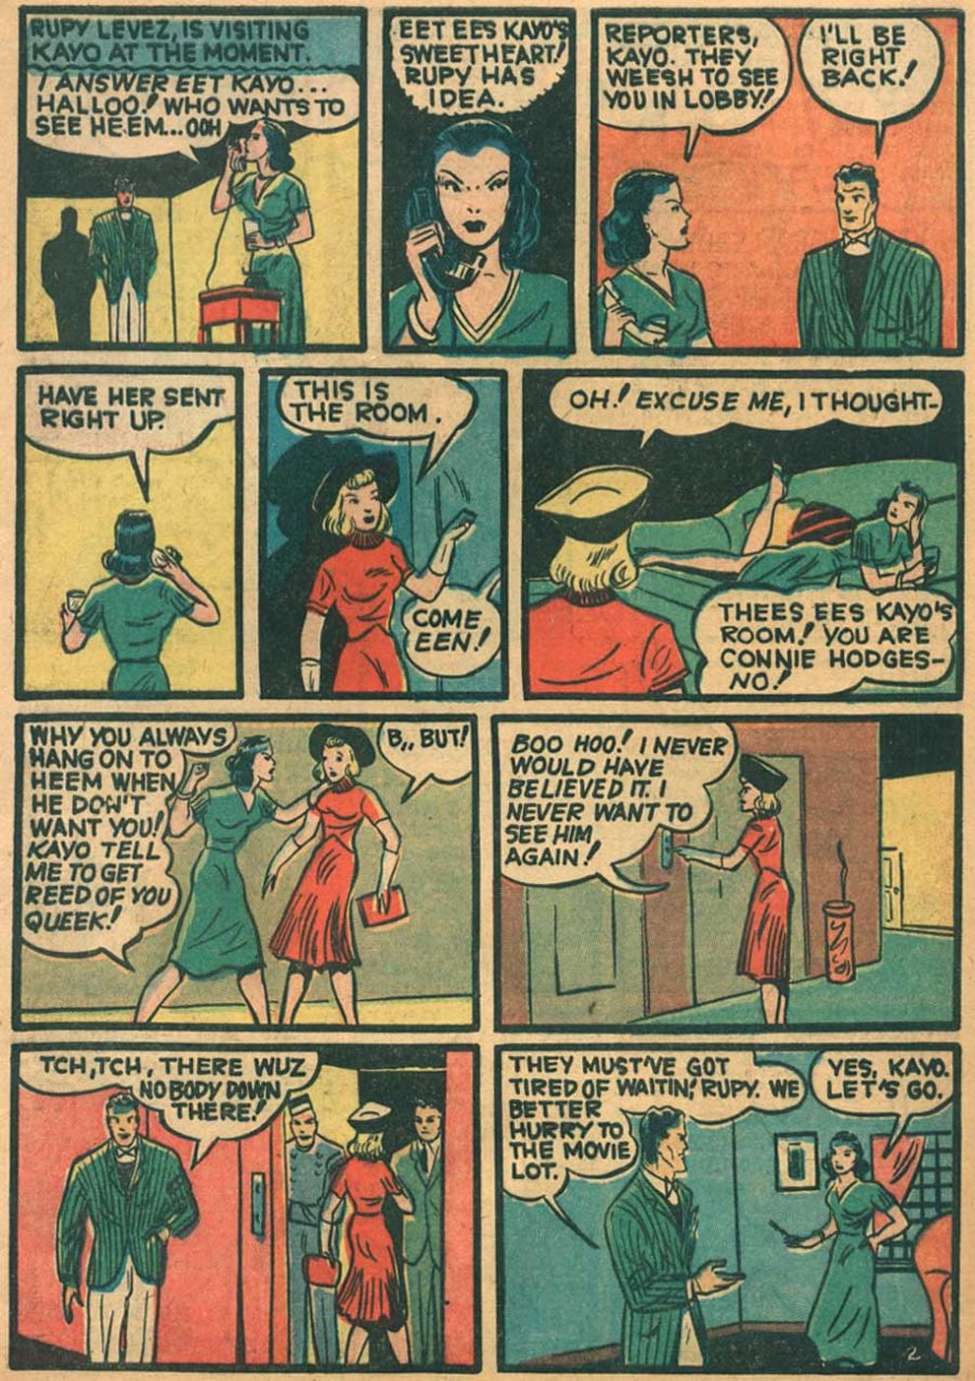 RUPY LEVEZ, IS VISITING
KAYO AT THE MOMENT.
I ANSWER EET KAYO...
HALLOO! WHO WANTS TO
SEE HEEM...OOH
EET EES KAYO'S
SWEETHEART!
RUPY HAS
IDEA.
REPORTERS,
KAYO. THEY
WEESH TO SEE
YOU IN LOBBY!
I'LL BE
RIGHT
BACK!
HAVE HER SENT
RIGHT UP.
THIS IS
THE ROOM.
COME
EEN!
OH! EXCUSE ME, I THOUGHT-
THEES EES KAYO'S
ROOM! YOU ARE
CONNIE HODGES-
NO!
WHY YOU ALWAYS
HANG ON TO
HEEM WHEN
HE DON'T
WANT YOU!
KAYO TELL
ME TO GET
REED OF YOU
QUEEK!
B,, BUT!
BOO HOO! I NEVER
WOULD HAVE
BELIEVED IT. I
NEVER WANT TO
SEE HIM
AGAIN!
TCH, TCH, THERE WUZ
NOBODY DOWN
THERE!
THEY MUST'VE GOT
TIRED OF WAITIN', RUPY. WE
BETTER
HURRY TO
THE MOVIE
LOT.
YES, KAYO.
LET'S GO.
2